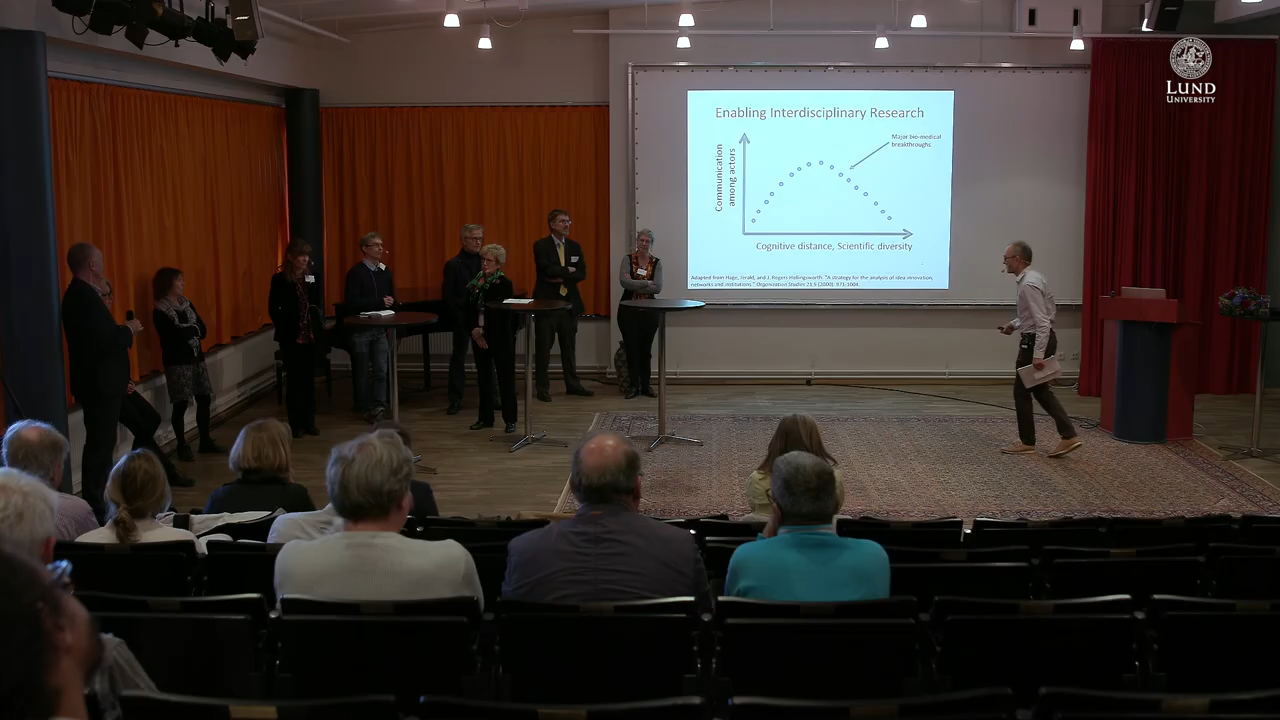 LUND
UNIVERSITY
Enabling Interdisciplinary Research
Major bio-medical
breakthroughs
Communication
among actors
Cognitive distance, Scientific diversity
Adapted from Hage, Jerald, and J. Rogers Hollingsworth. "A strategy for the analysis of idea innovation
networks and institutions." Organization Studies 21.5 (2000): 971-1004.